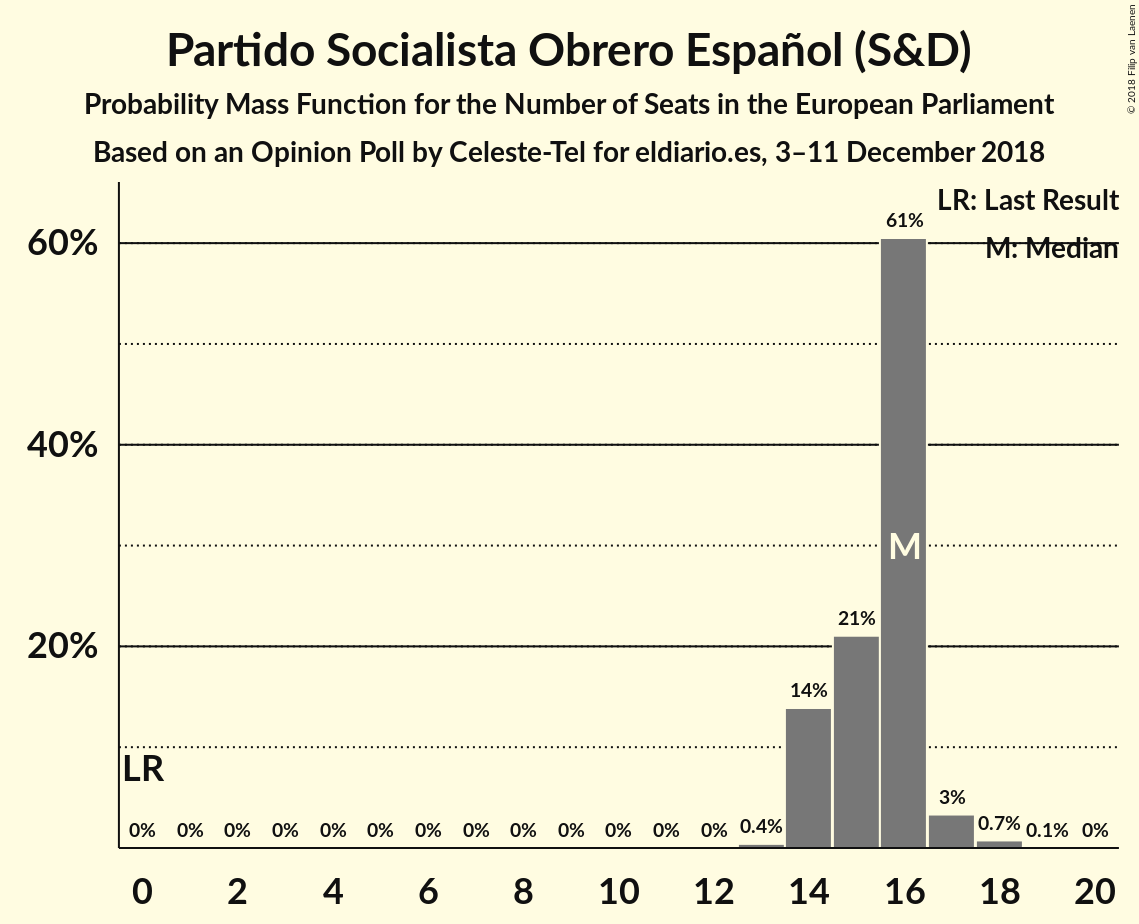 Partido Socialista Obrero Español (S&D)
Probability Mass Function for the Number of Seats in the European Parliament
Based on an Opinion Poll by Celeste-Tel for eldiario.es, 3–11 December 2018
© 2018 Filip van Laenen
LR: Last Result
M: Median
60%
40%
20%
61%
M
21%
14%
LR
3%
0% 0% 0% 0% 0% 0% 0% 0% 0% 0% 0% 0% 0% 0.4% 0.7% 0.1% 0%
0 2 4 6 8 10 12 14 16 18 20